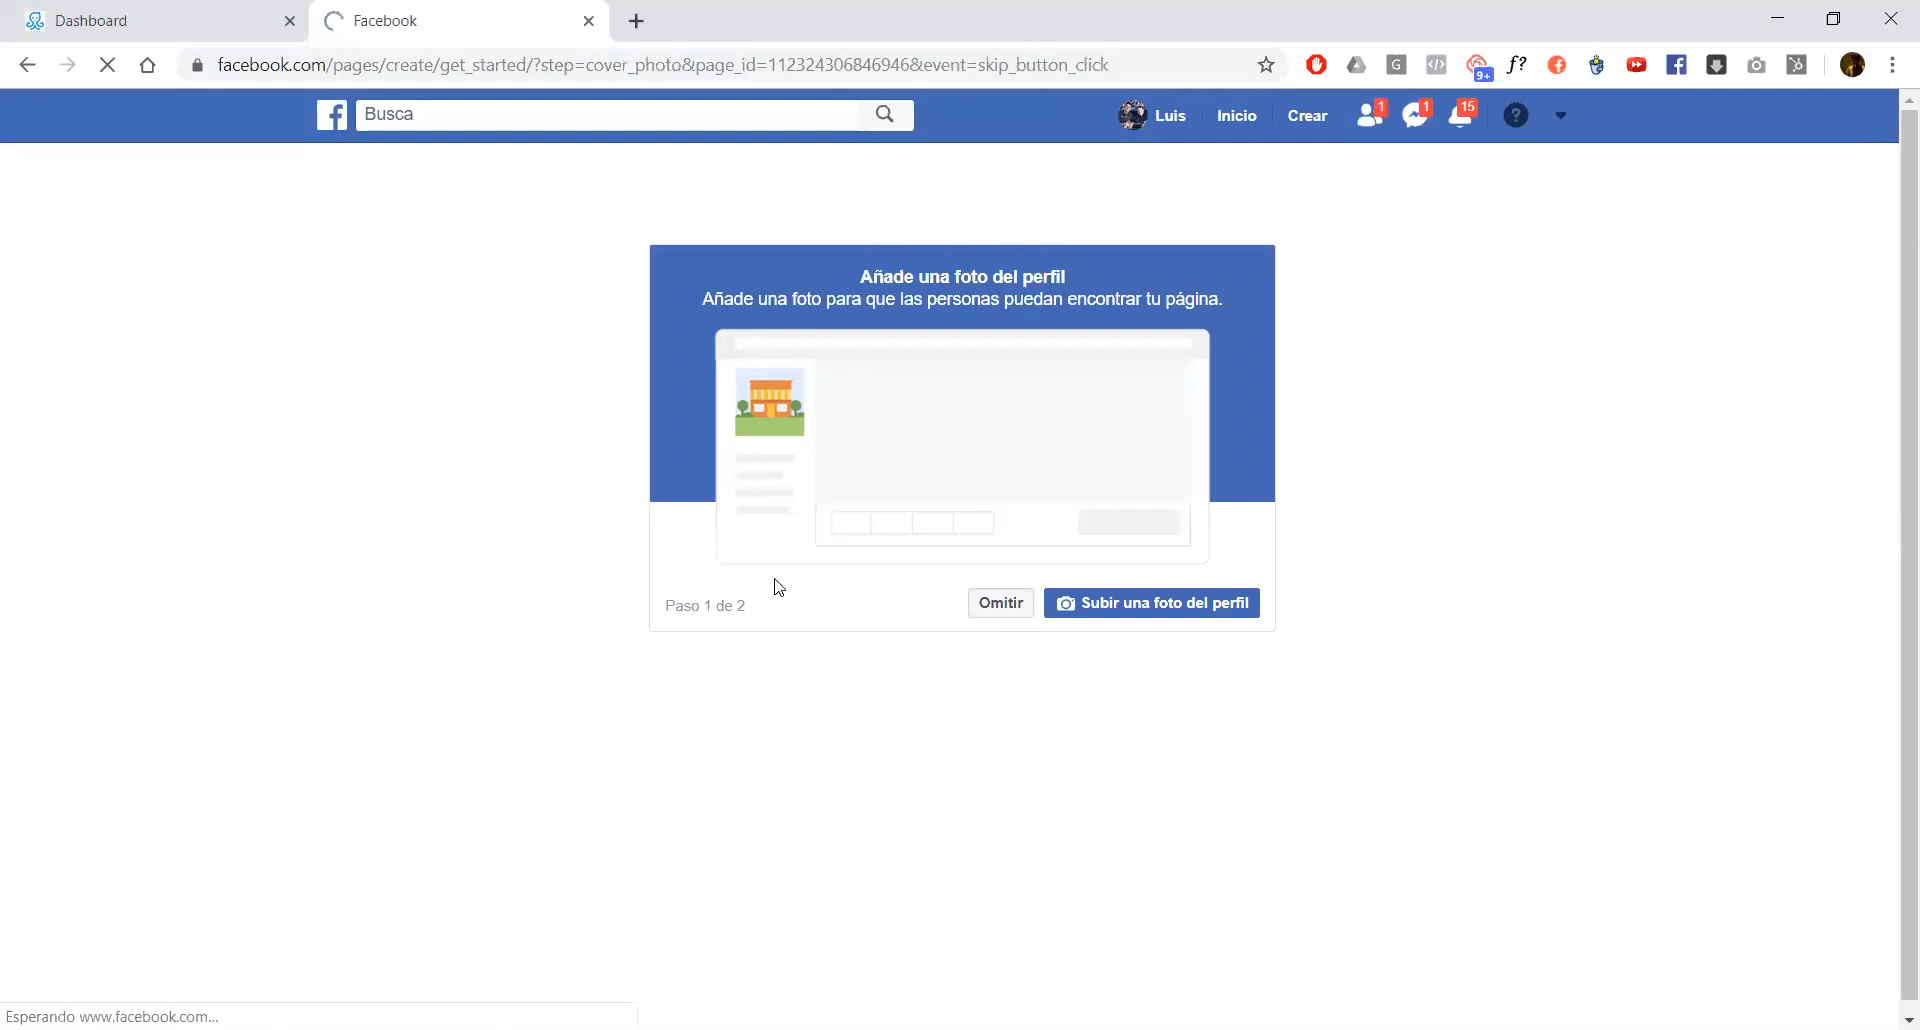 Dashboard
Facebook
facebook.com/pages/create/get_started/?step=cover_photo&page_id=112324306846946&event=skip_button_click
G
9+
f?
Busca
Luis
Inicio
Crear
1
1
15
?
Añade una foto del perfil
Añade una foto para que las personas puedan encontrar tu página.
Paso 1 de 2
Omitir
Subir una foto del perfil
Esperando www.facebook.com...